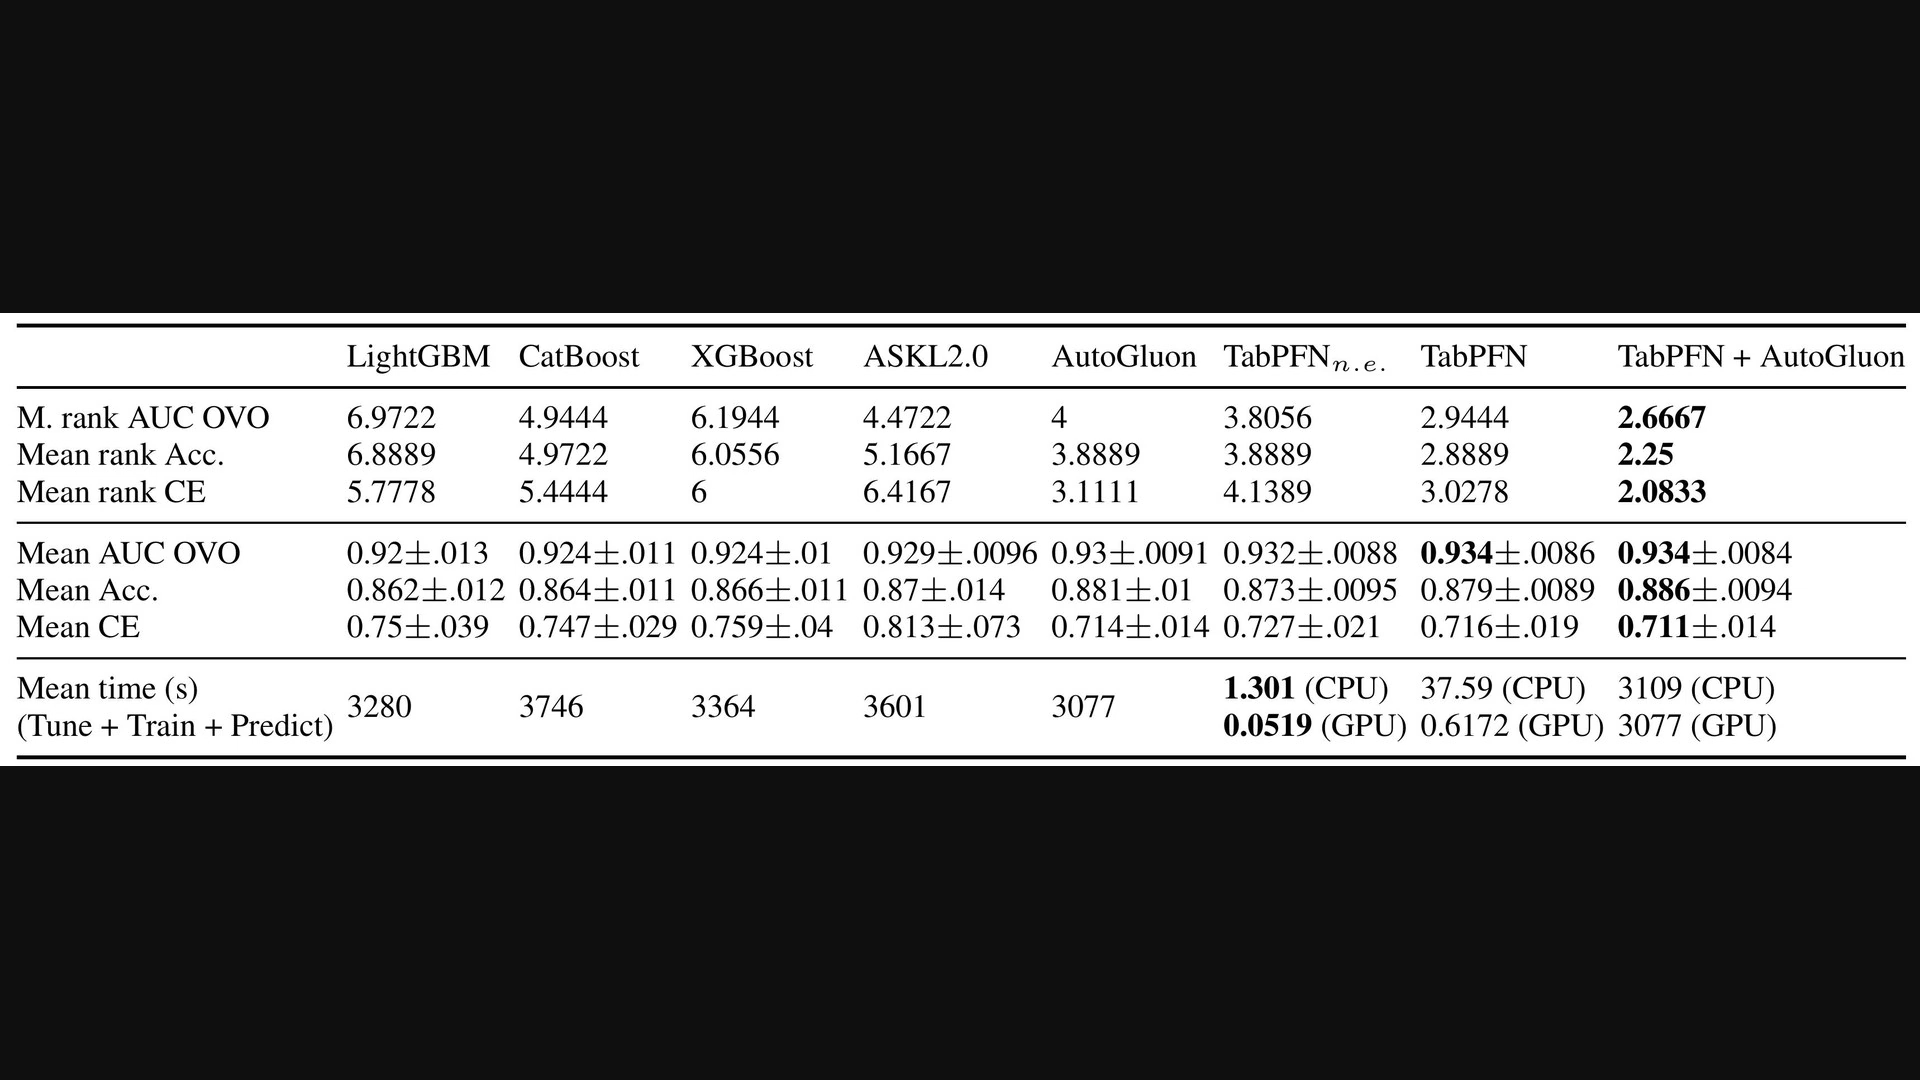 LightGBM CatBoost XGBoost ASKL2.0 AutoGluon TabPFNn.e. TabPFN TabPFN + AutoGluon
M. rank AUC OVO 6.9722 4.9444 6.1944 4.4722 4 3.8056 2.9444 2.6667
Mean rank Acc. 6.8889 4.9722 6.0556 5.1667 3.8889 3.8889 2.8889 2.25
Mean rank CE 5.7778 5.4444 6 6.4167 3.1111 4.1389 3.0278 2.0833
Mean AUC OVO 0.92±.013 0.924±.011 0.924±.01 0.929±.0096 0.93±.0091 0.932±.0088 0.934±.0086 0.934±.0084
Mean Acc. 0.862±.012 0.864±.011 0.866±.011 0.87±.014 0.881±.01 0.873±.0095 0.879±.0089 0.886±.0094
Mean CE 0.75±.039 0.747±.029 0.759±.04 0.813±.073 0.714±.014 0.727±.021 0.716±.019 0.711±.014
Mean time (s) 1.301 (CPU) 37.59 (CPU) 3109 (CPU)
3280 3746 3364 3601 3077
(Tune + Train + Predict) 0.0519 (GPU) 0.6172 (GPU) 3077 (GPU)